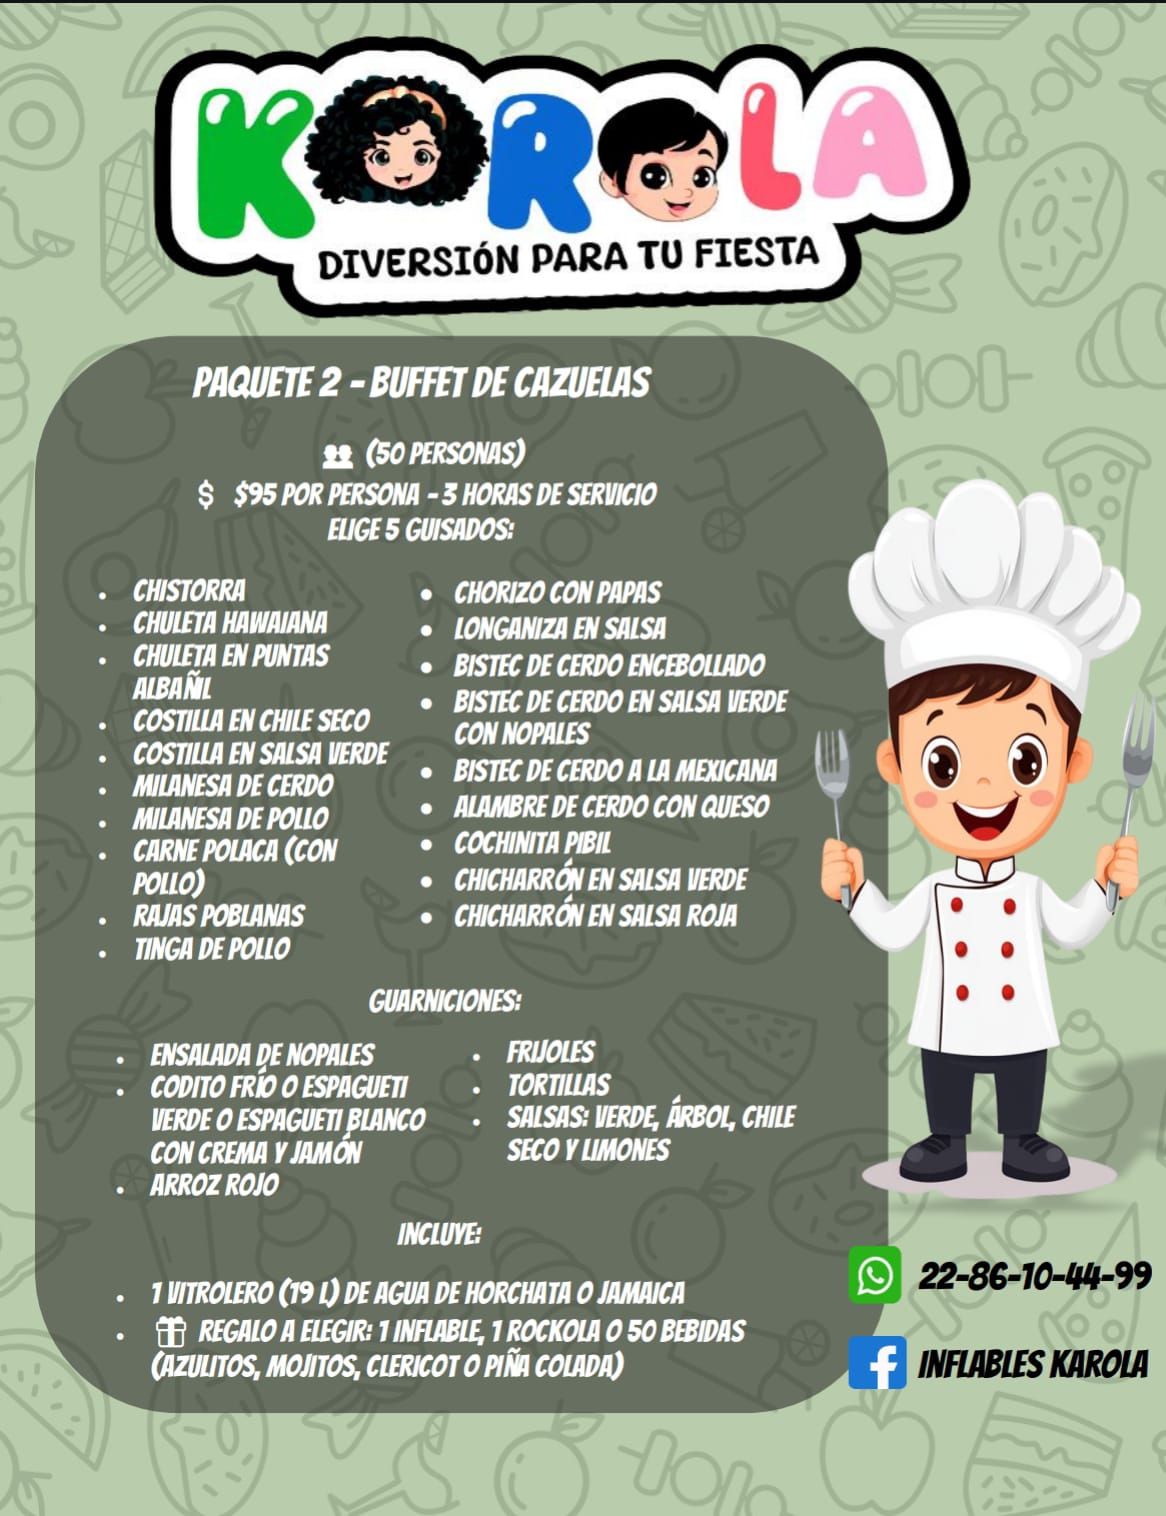 KAROLA
DIVERSIÓN PARA TU FIESTA
PAQUETE 2 - BUFFET DE CAZUELAS
(50 PERSONAS)
$ $95 POR PERSONA - 3 HORAS DE SERVICIO
ELIGE 5 GUISADOS:
• CHISTORRA
• CHULETA HAWAIANA
• CHULETA EN PUNTAS
ALBAÑIL
• COSTILLA EN CHILE SECO
• COSTILLA EN SALSA VERDE
• MILANESA DE CERDO
• MILANESA DE POLLO
• CARNE POLACA (CON
POLLO)
• RAJAS POBLANAS
• TINGA DE POLLO
• CHORIZO CON PAPAS
• LONGANIZA EN SALSA
• BISTEC DE CERDO ENCEBOLLADO
• BISTEC DE CERDO EN SALSA VERDE
CON NOPALES
• BISTEC DE CERDO A LA MEXICANA
• ALAMBRE DE CERDO CON QUESO
• COCHINITA PIBIL
• CHICHARRÓN EN SALSA VERDE
• CHICHARRÓN EN SALSA ROJA
GUARNICIONES:
• ENSALADA DE NOPALES
• CODITO FRÍO O ESPAGUETI
VERDE O ESPAGUETI BLANCO
CON CREMA Y JAMÓN
• ARROZ ROJO
• FRIJOLES
• TORTILLAS
• SALSAS: VERDE, ÁRBOL, CHILE
SECO Y LIMONES
INCLUYE:
• 1 VITROLERO (19 L) DE AGUA DE HORCHATA O JAMAICA
• REGALO A ELEGIR: 1 INFLABLE, 1 ROCKOLA O 50 BEBIDAS
(AZULITOS, MOJITOS, CLERICOT O PIÑA COLADA)
22-86-10-44-99
INFLABLES KAROLA